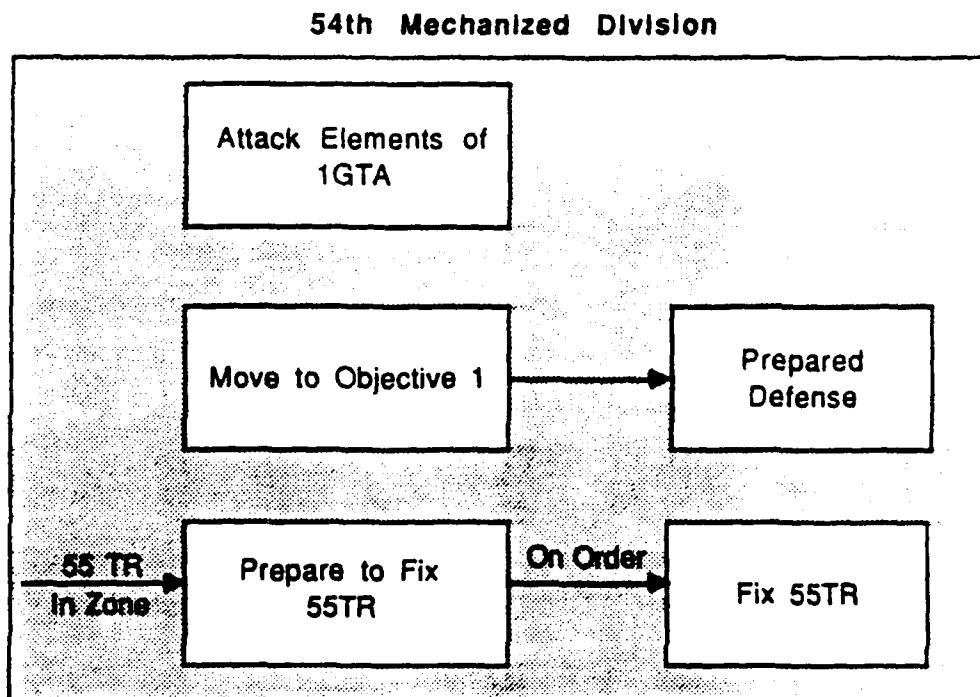 54th Mechanized Division
Attack Elements of
1GTA
Move to Objective 1
Prepared
Defense
55 TR
In Zone
Prepare to Fix
55TR
On Order
Fix 55TR